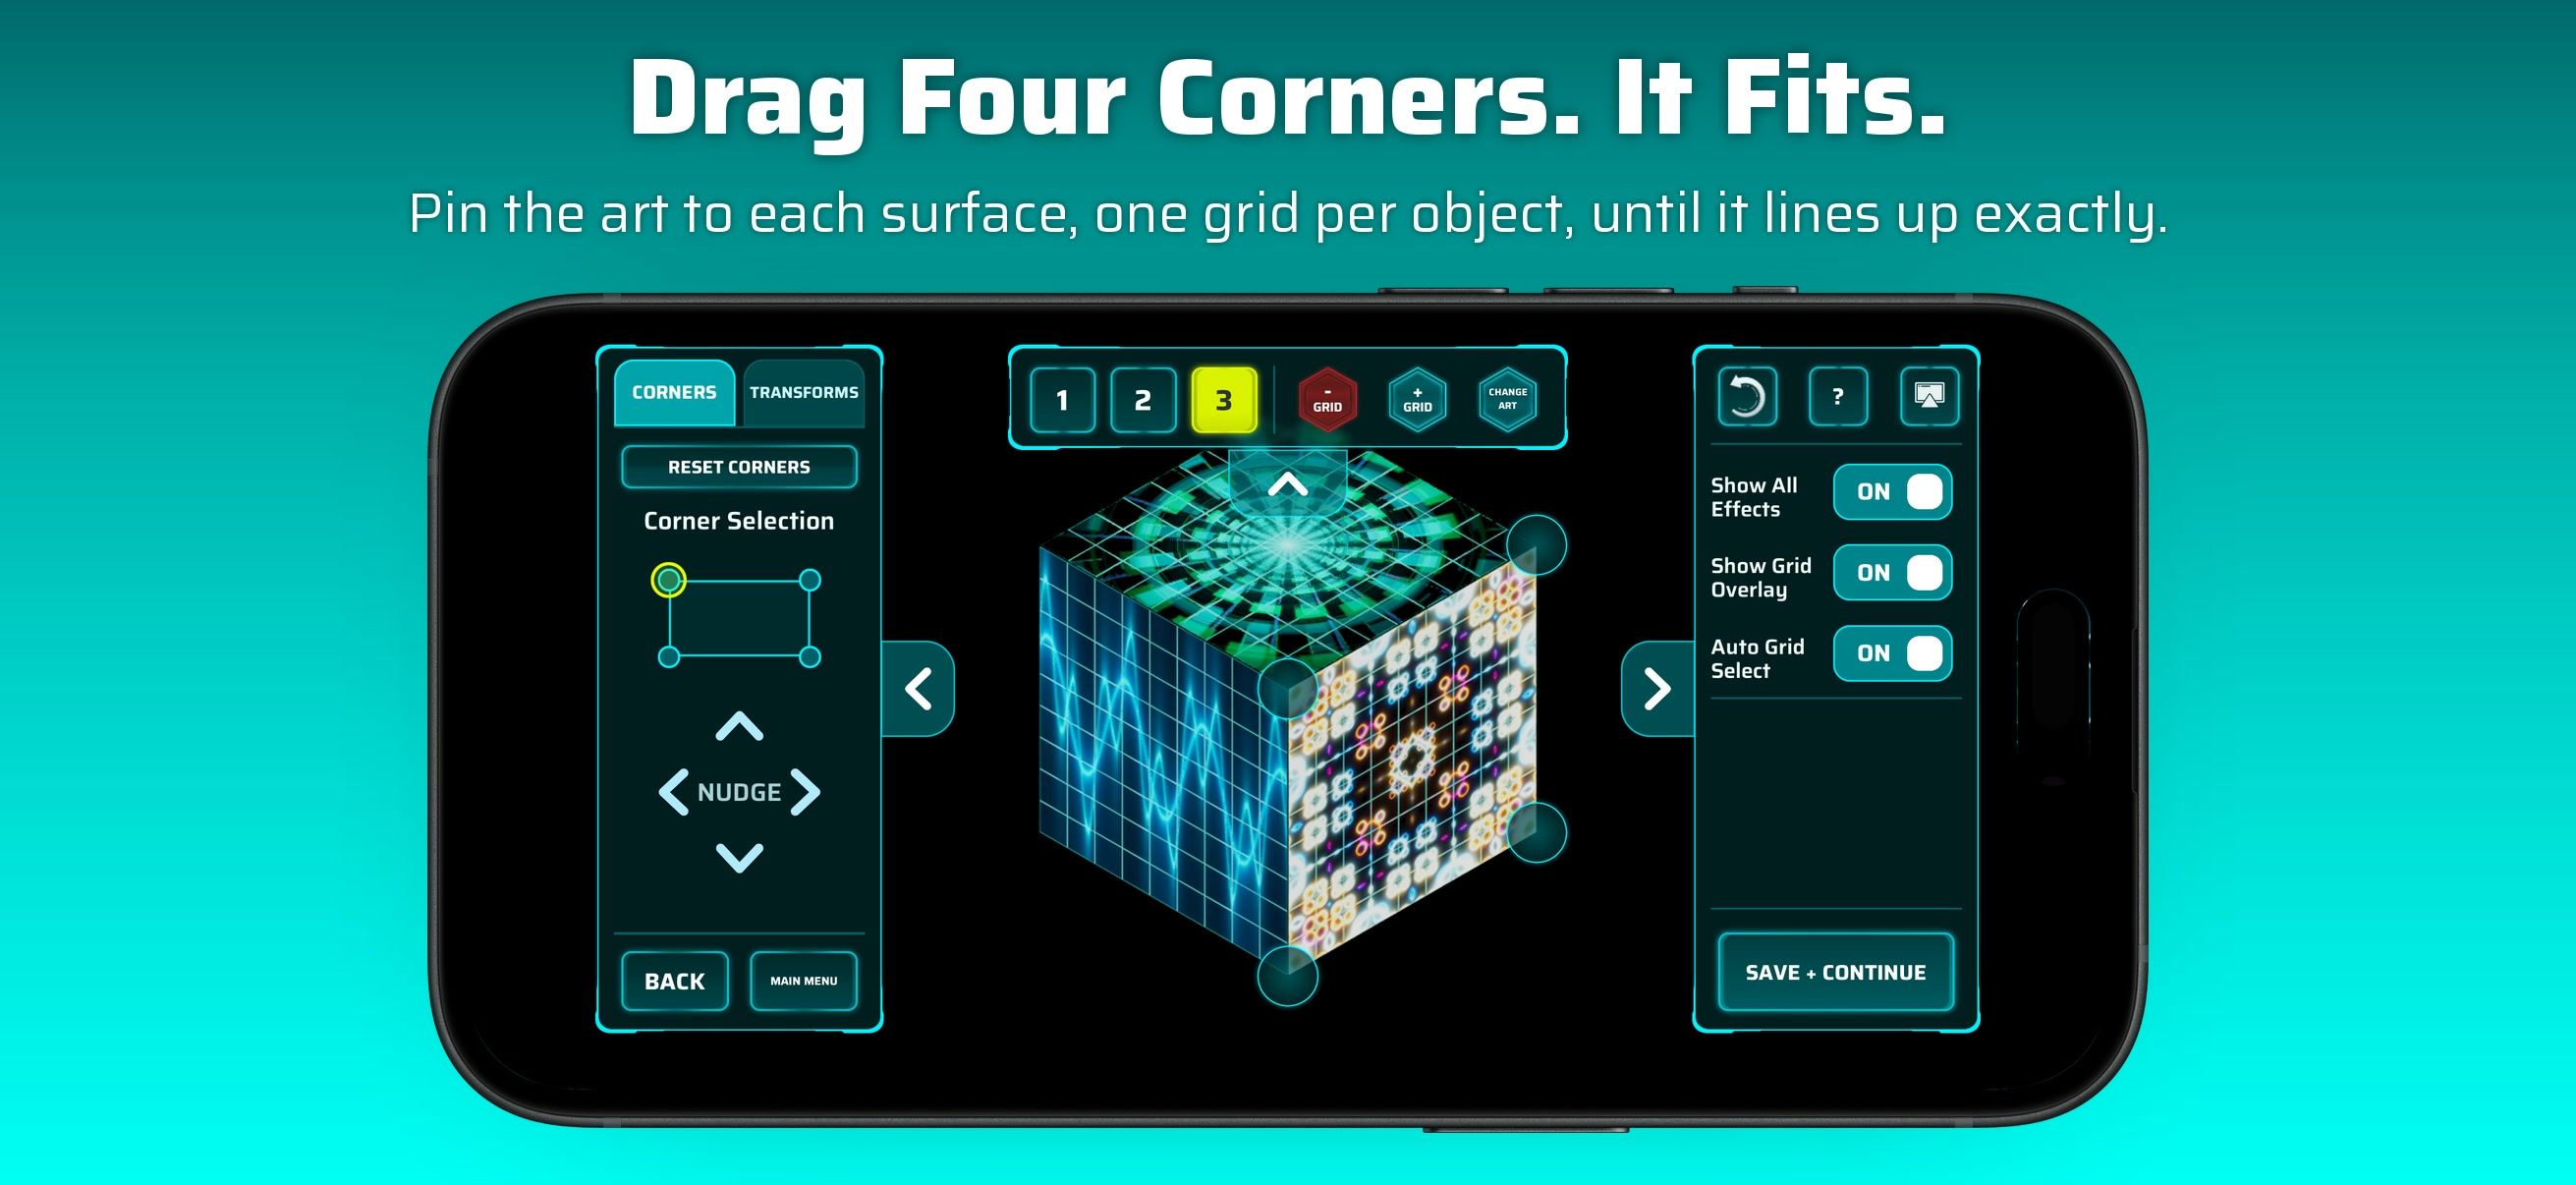 Drag Four Corners. It Fits.
Pin the art to each surface, one grid per object, until it lines up exactly.
CORNERS
TRANSFORMS
RESET CORNERS
Corner Selection
NUDGE
BACK
MAIN MENU
1
2
3
-
GRID
+
GRID
CHANGE
ART
?
Show All
Effects
ON
Show Grid
Overlay
ON
Auto Grid
Select
ON
SAVE + CONTINUE